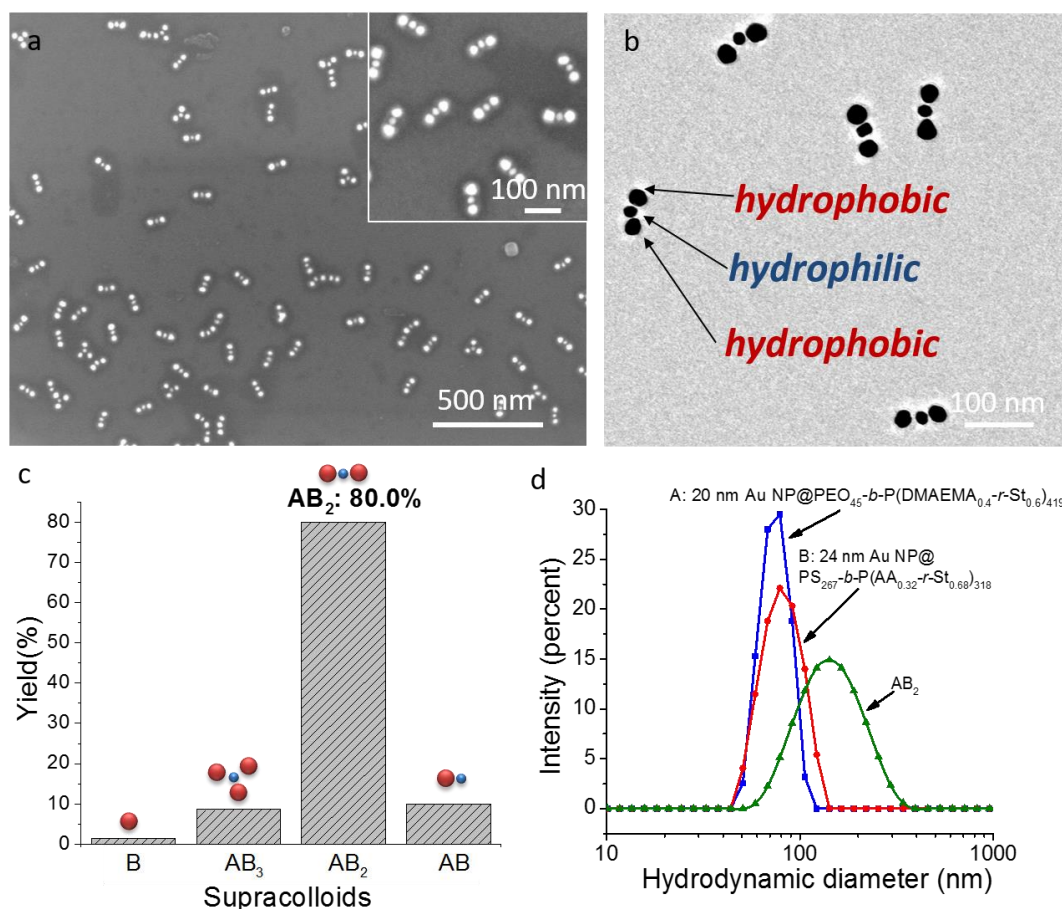 a
100 nm
500 nm
b
hydrophobic
hydrophilic
hydrophobic
100 nm
c
AB₂: 80.0%
80
70
60
50
40
30
20
10
0
Yield(%)
B
AB₃
AB₂
AB
Supracolloids
d
A: 20 nm Au NP@PEO₄₅-b-P(DMAEMA₀.₄-r-St₀.₆)₄₁₉
B: 24 nm Au NP@
PS₂₆₇-b-P(AA₀.₃₂-r-St₀.₆₈)₃₁₈
AB₂
30
25
20
15
10
5
0
Intensity (percent)
10
100
1000
Hydrodynamic diameter (nm)